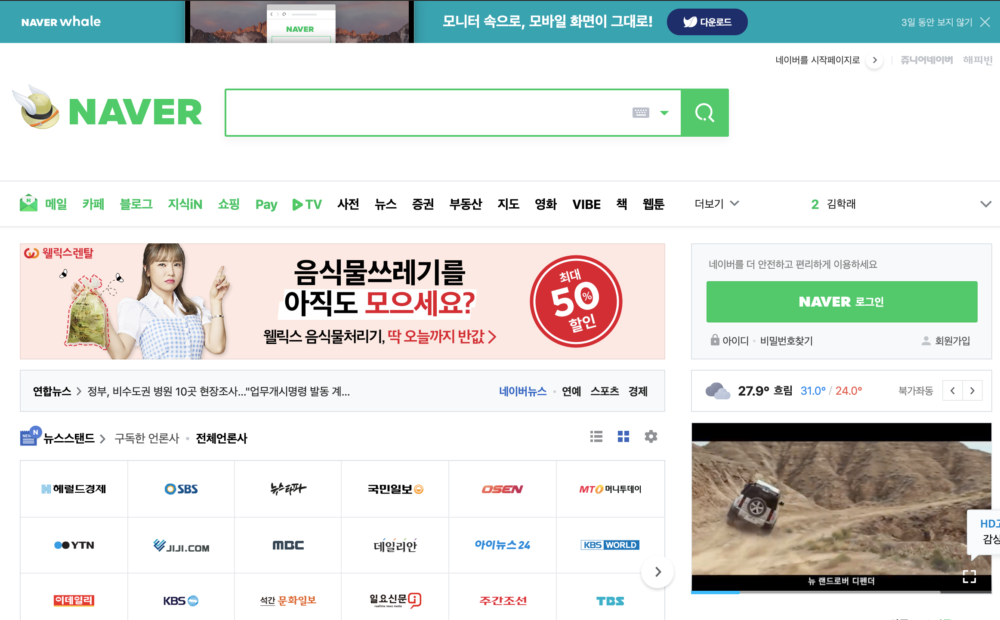 NAVER whale
NAVER
모니터 속으로, 모바일 화면이 그대로!
다운로드
3일 동안 보지 않기
네이버를 시작페이지로
쥬니어네이버 해피빈
NAVER
메일 카페 블로그 지식iN 쇼핑 Pay TV 사전 뉴스 증권 부동산 지도 영화 VIBE 책 웹툰 더보기
2 김학래
웰릭스렌탈
음식물쓰레기를
아직도 모으세요?
웰릭스 음식물처리기, 딱 오늘까지 반값
최대
50%
할인
네이버를 더 안전하고 편리하게 이용하세요
NAVER 로그인
아이디 · 비밀번호찾기
회원가입
연합뉴스 정부, 비수도권 병원 10곳 현장조사..."업무개시명령 발동 계...
네이버뉴스 · 연예 스포츠 경제
27.9° 흐림 31.0° / 24.0° 북가좌동
NEW N
뉴스스탠드 구독한 언론사 · 전체언론사
헤럴드경제 SBS 뉴스타파 국민일보 OSEN MTO 머니투데이
YTN JIJI.COM MBC 데일리안 아이뉴스24 KBS WORLD
이데일리 KBS 석간 문화일보 일요신문 주간조선 TBS
realtime news media
HD고
감상
뉴 랜드로버 디펜더